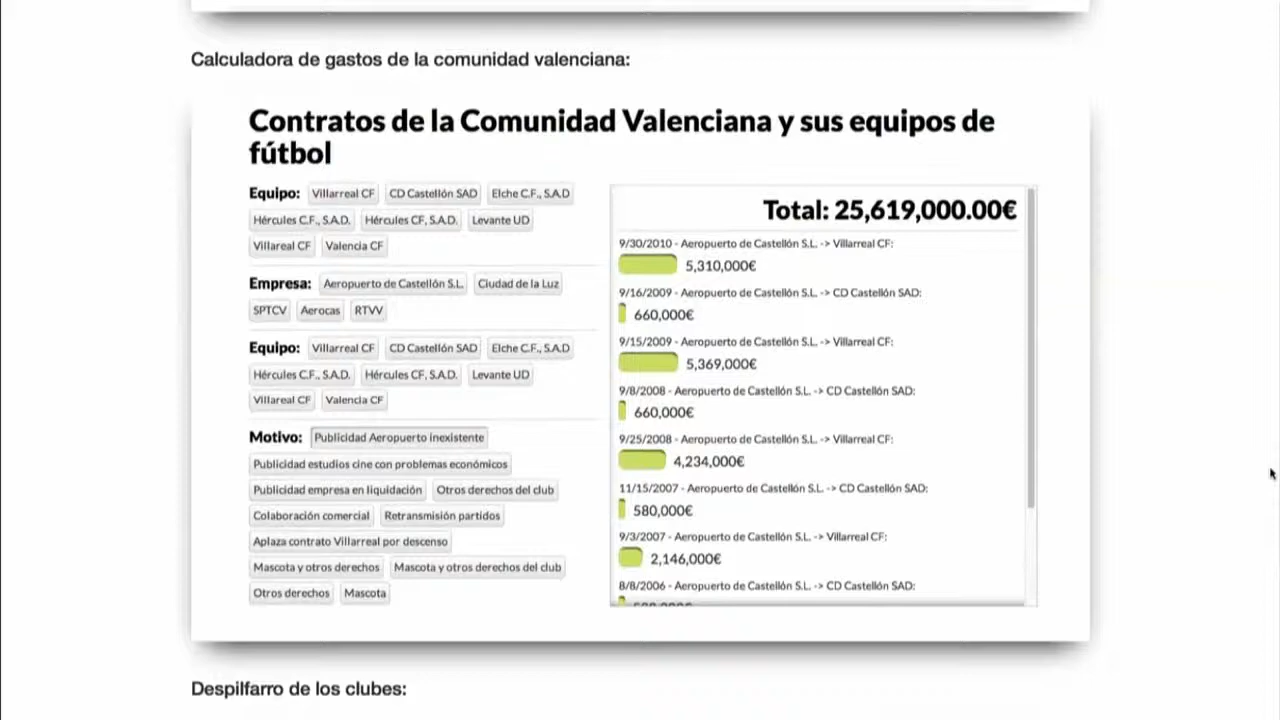 Calculadora de gastos de la comunidad valenciana:
Contratos de la Comunidad Valenciana y sus equipos de
fútbol
Equipo: Villarreal CF CD Castellón SAD Elche C.F., S.A.D
Hércules C.F., S.A.D. Hércules CF, S.A.D. Levante UD
Villareal CF Valencia CF
Empresa: Aeropuerto de Castellón S.L. Ciudad de la Luz
SPTCV Aerocas RTVV
Equipo: Villarreal CF CD Castellón SAD Elche C.F., S.A.D
Hércules C.F., S.A.D. Hércules CF, S.A.D. Levante UD
Villareal CF Valencia CF
Motivo: Publicidad Aeropuerto inexistente
Publicidad estudios cine con problemas económicos
Publicidad empresa en liquidación Otros derechos del club
Colaboración comercial Retransmisión partidos
Aplaza contrato Villarreal por descenso
Mascota y otros derechos Mascota y otros derechos del club
Otros derechos Mascota
Total: 25,619,000.00€
9/30/2010 - Aeropuerto de Castellón S.L. -> Villarreal CF:
5,310,000€
9/16/2009 - Aeropuerto de Castellón S.L. -> CD Castellón SAD:
660,000€
9/15/2009 - Aeropuerto de Castellón S.L. -> Villarreal CF:
5,369,000€
9/8/2008 - Aeropuerto de Castellón S.L. -> CD Castellón SAD:
660,000€
9/25/2008 - Aeropuerto de Castellón S.L. -> Villarreal CF:
4,234,000€
11/15/2007 - Aeropuerto de Castellón S.L. -> CD Castellón SAD:
580,000€
9/3/2007 - Aeropuerto de Castellón S.L. -> Villarreal CF:
2,146,000€
8/8/2006 - Aeropuerto de Castellón S.L. -> CD Castellón SAD:
Despilfarro de los clubes: